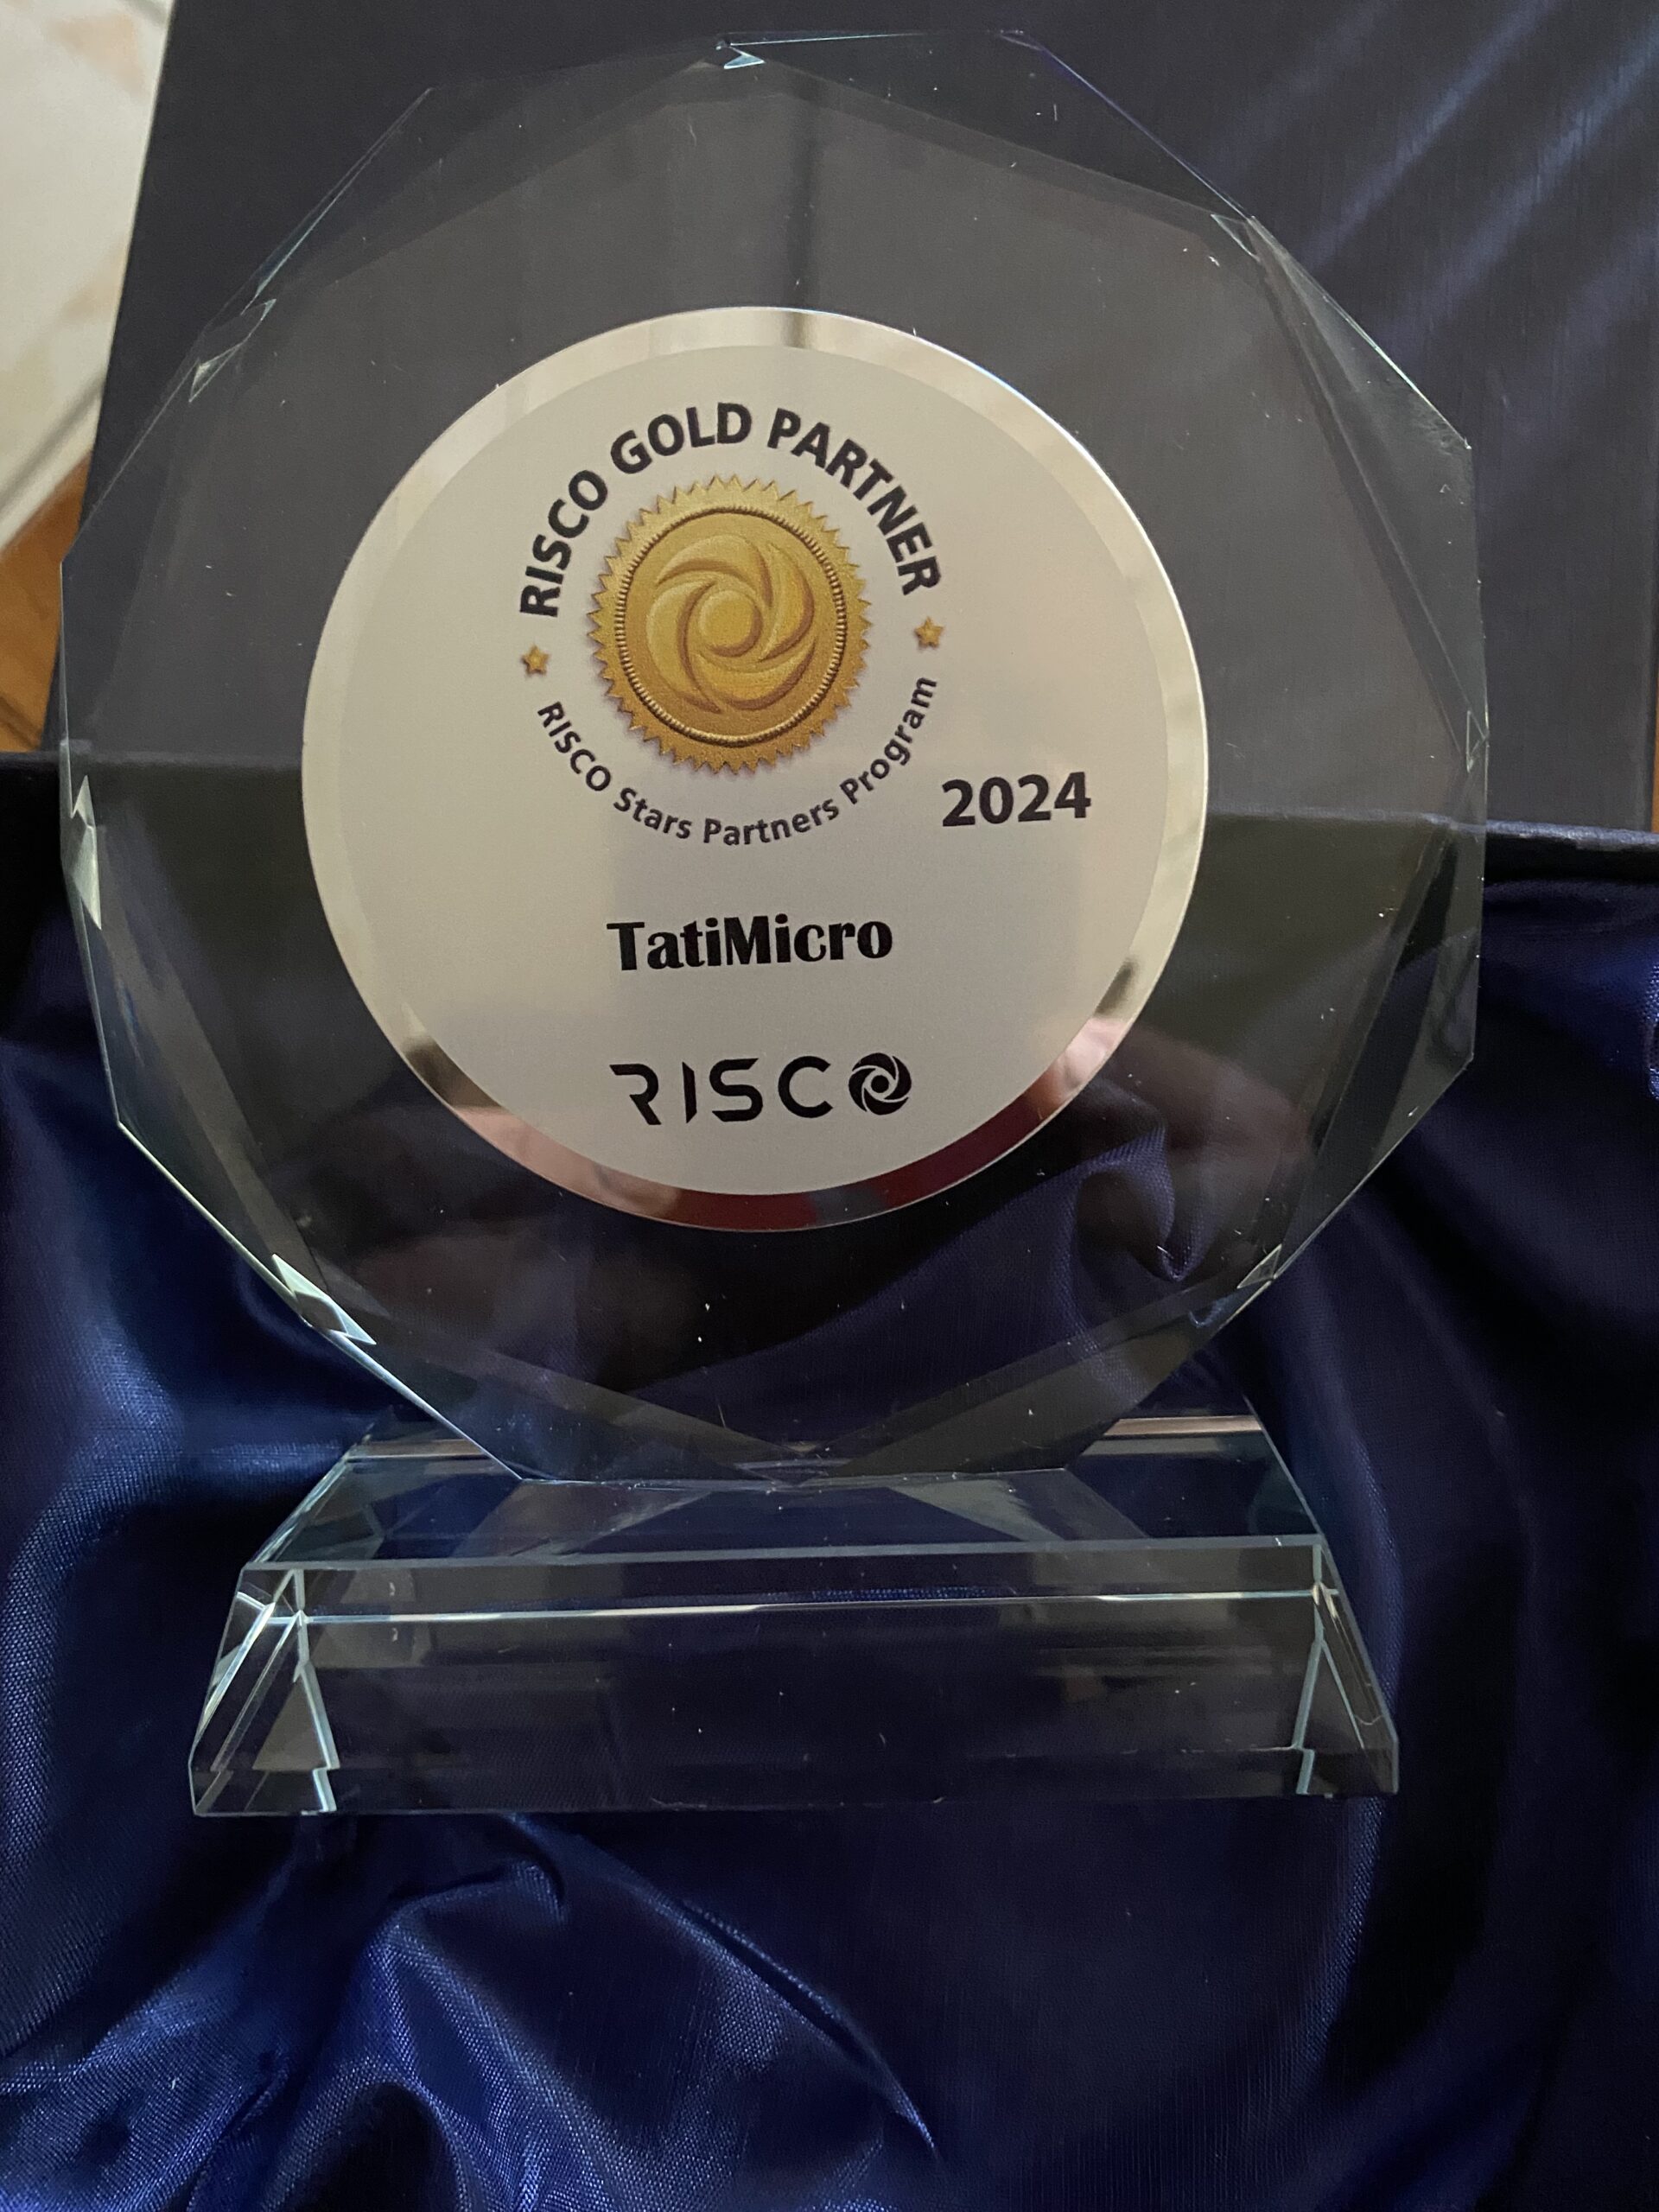 RISCO GOLD PARTNER
RISCO Stars Partners Program
2024
TatiMicro
RISCO